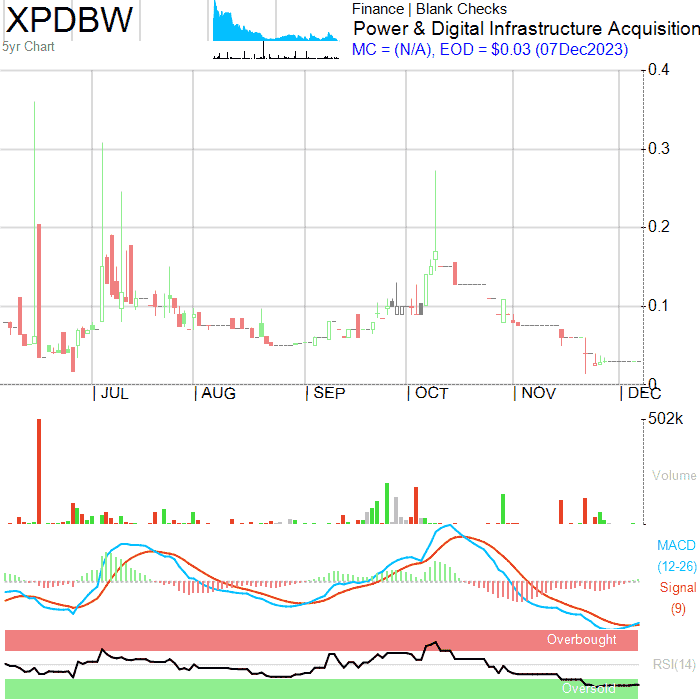 XPDBW
5yr Chart
Finance | Blank Checks
Power & Digital Infrastructure Acquisition
MC = (N/A), EOD = $0.03 (07Dec2023)
0.4
0.3
0.2
0.1
0
JUL AUG SEP OCT NOV DEC
502k
Volume
MACD
(12-26)
Signal
(9)
Overbought
RSI(14)
Oversold